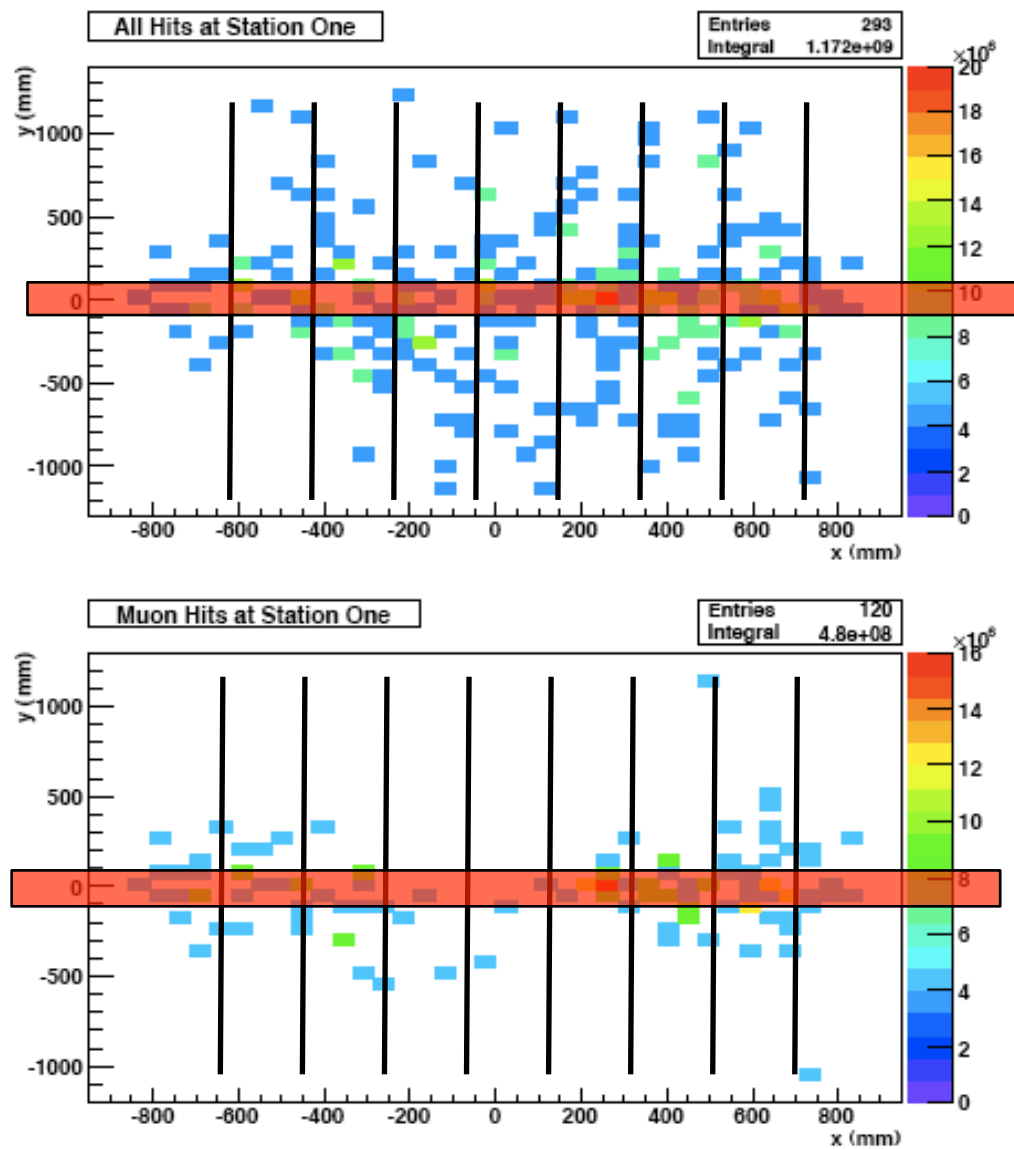 All Hits at Station One
Entries 293
Integral 1.172e+09
×10⁶
y (mm)
1000
500
0
-500
-1000
-800 -600 -400 -200 0 200 400 600 800
x (mm)
20
18
16
14
12
10
8
6
4
2
0
Muon Hits at Station One
Entries 120
Integral 4.8e+08
×10⁶
y (mm)
1000
500
0
-500
-1000
-800 -600 -400 -200 0 200 400 600 800
x (mm)
16
14
12
10
8
6
4
2
0